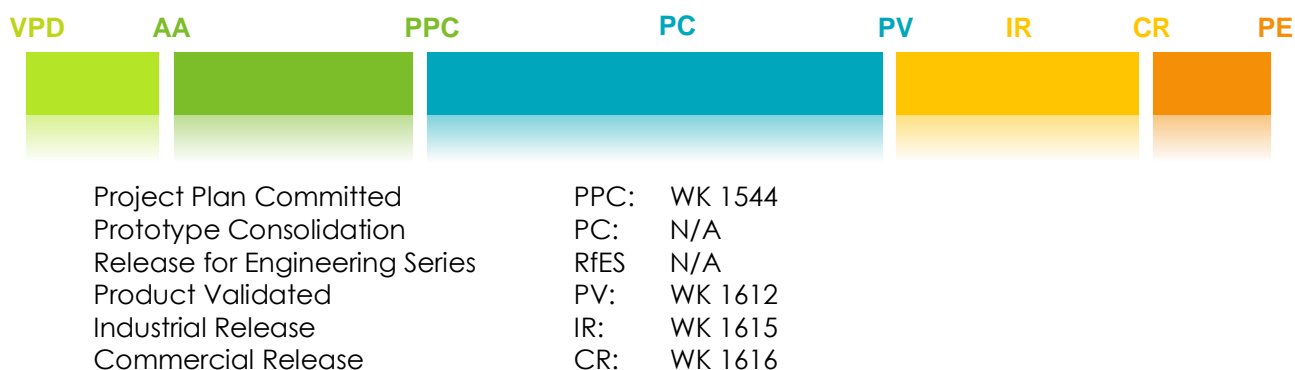 VPD AA PPC PC PV IR CR PE
Project Plan Committed PPC: WK 1544
Prototype Consolidation PC: N/A
Release for Engineering Series RfES N/A
Product Validated PV: WK 1612
Industrial Release IR: WK 1615
Commercial Release CR: WK 1616